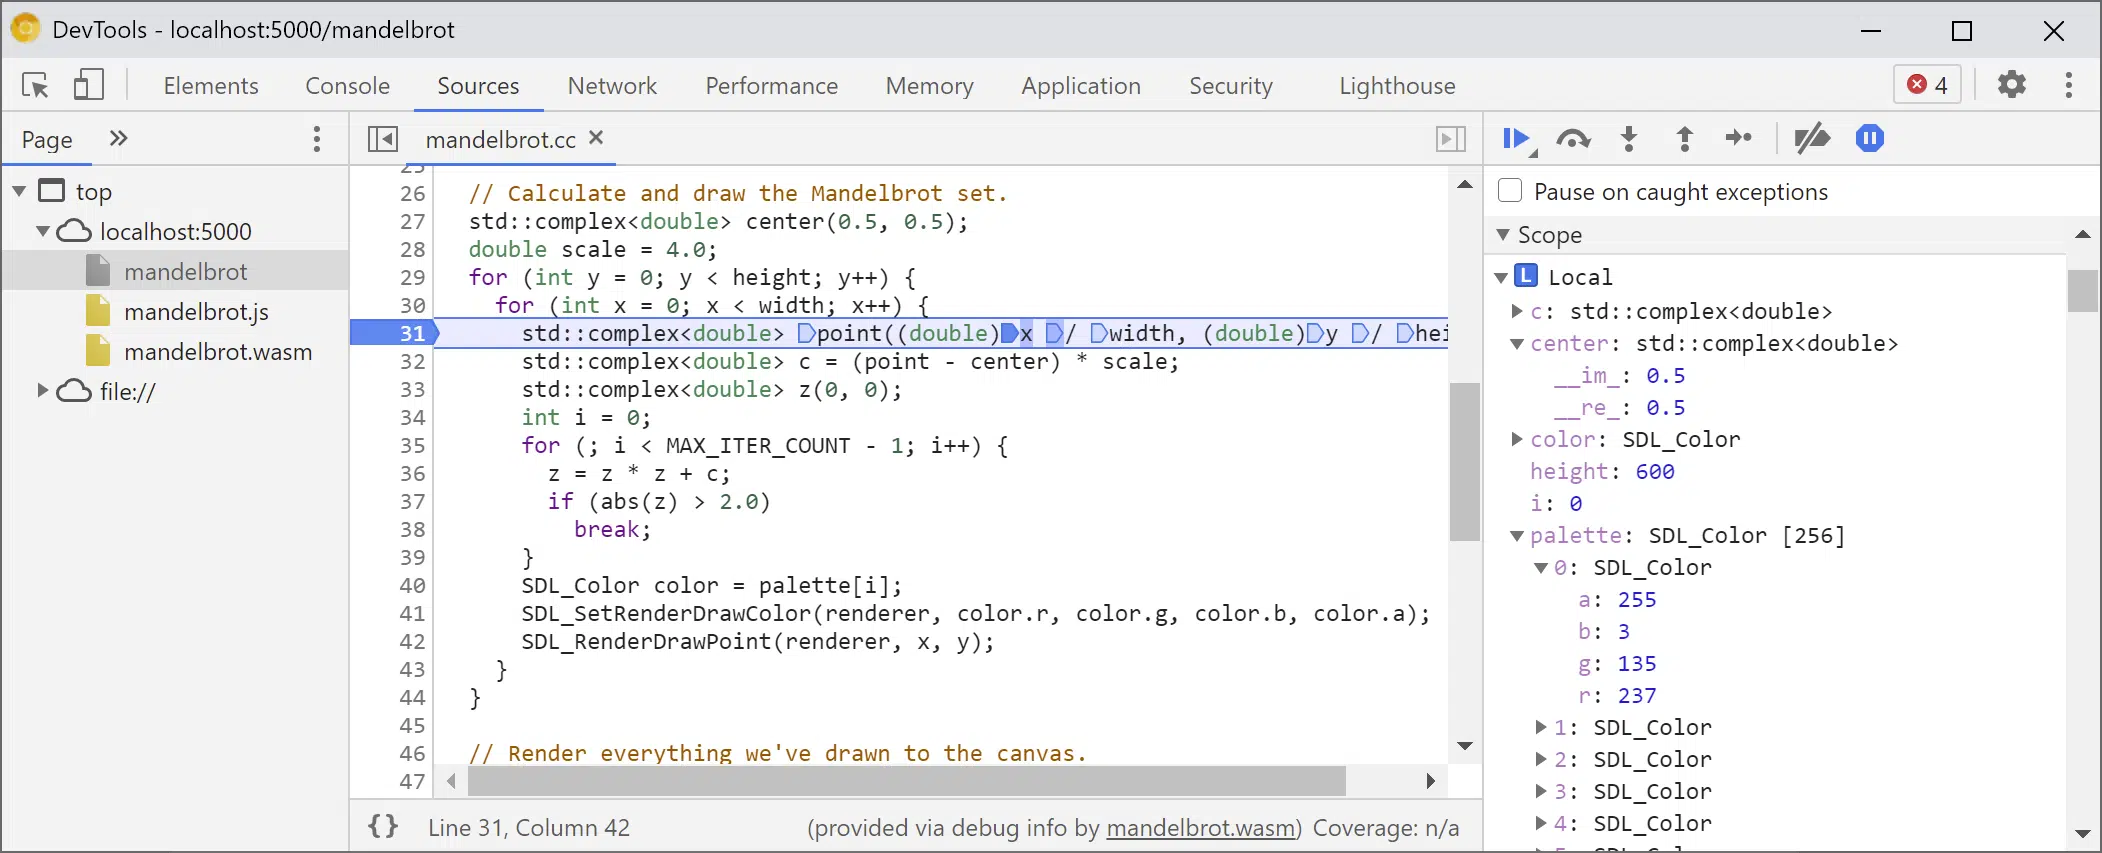 DevTools - localhost:5000/mandelbrot
Elements Console Sources Network Performance Memory Application Security Lighthouse 4
Page
top
localhost:5000
mandelbrot
mandelbrot.js
mandelbrot.wasm
file://
mandelbrot.cc
25
26 // Calculate and draw the Mandelbrot set.
27 std::complex<double> center(0.5, 0.5);
28 double scale = 4.0;
29 for (int y = 0; y < height; y++) {
30 for (int x = 0; x < width; x++) {
31 std::complex<double> point((double)x / width, (double)y / hei
32 std::complex<double> c = (point - center) * scale;
33 std::complex<double> z(0, 0);
34 int i = 0;
35 for (; i < MAX_ITER_COUNT - 1; i++) {
36 z = z * z + c;
37 if (abs(z) > 2.0)
38 break;
39 }
40 SDL_Color color = palette[i];
41 SDL_SetRenderDrawColor(renderer, color.r, color.g, color.b, color.a);
42 SDL_RenderDrawPoint(renderer, x, y);
43 }
44 }
45
46 // Render everything we've drawn to the canvas.
47
{} Line 31, Column 42 (provided via debug info by mandelbrot.wasm) Coverage: n/a
Pause on caught exceptions
Scope
L Local
c: std::complex<double>
center: std::complex<double>
__im_: 0.5
__re_: 0.5
color: SDL_Color
height: 600
i: 0
palette: SDL_Color [256]
0: SDL_Color
a: 255
b: 3
g: 135
r: 237
1: SDL_Color
2: SDL_Color
3: SDL_Color
4: SDL_Color